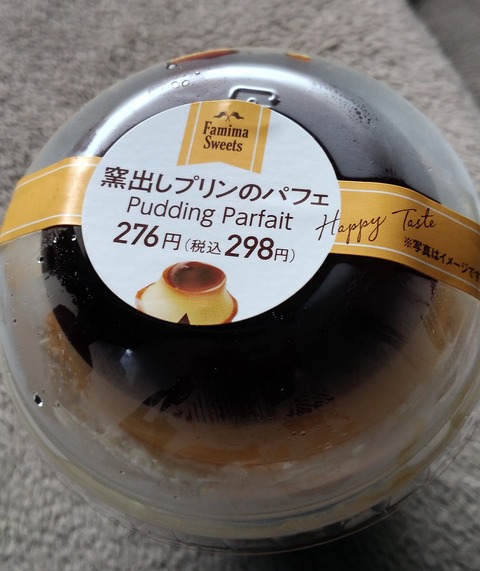 Famima
Sweets
窯出しプリンのパフェ
Pudding Parfait
276円(税込298円)
Happy Taste
※写真はイメージです